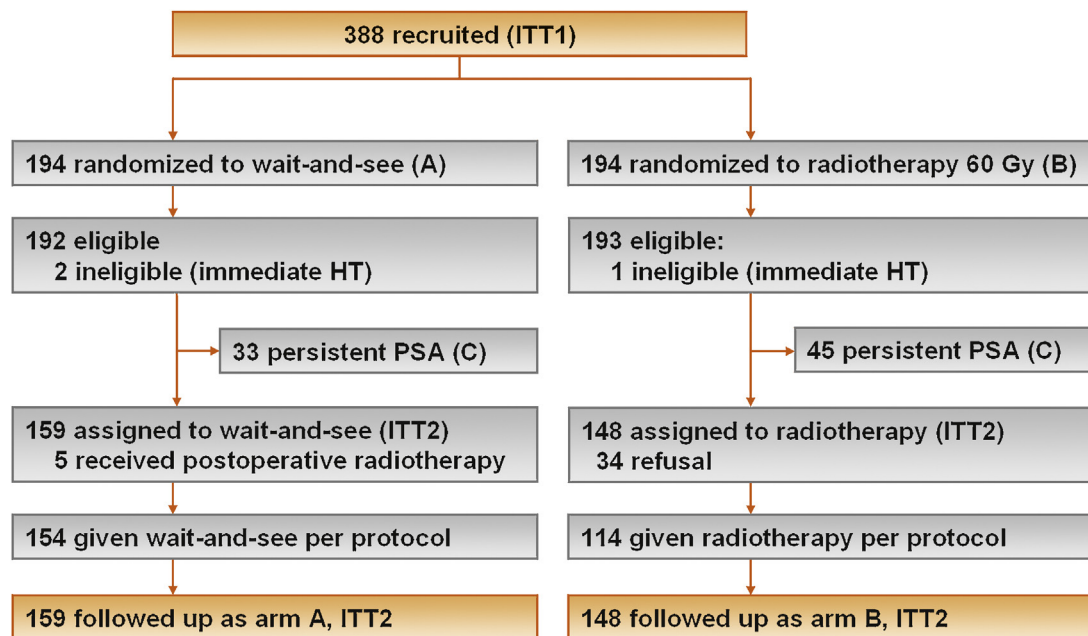 388 recruited (ITT1)
194 randomized to wait-and-see (A)
194 randomized to radiotherapy 60 Gy (B)
192 eligible
2 ineligible (immediate HT)
193 eligible:
1 ineligible (immediate HT)
33 persistent PSA (C)
45 persistent PSA (C)
159 assigned to wait-and-see (ITT2)
5 received postoperative radiotherapy
148 assigned to radiotherapy (ITT2)
34 refusal
154 given wait-and-see per protocol
114 given radiotherapy per protocol
159 followed up as arm A, ITT2
148 followed up as arm B, ITT2